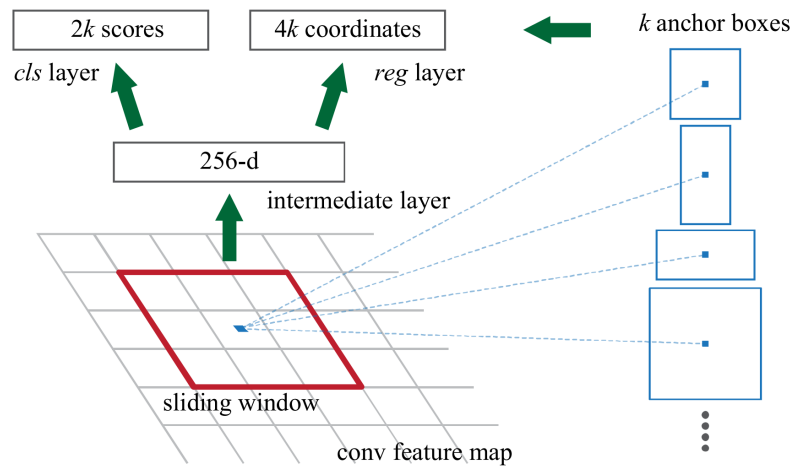 2k scores
4k coordinates
k anchor boxes
cls layer
reg layer
256-d
intermediate layer
sliding window
conv feature map